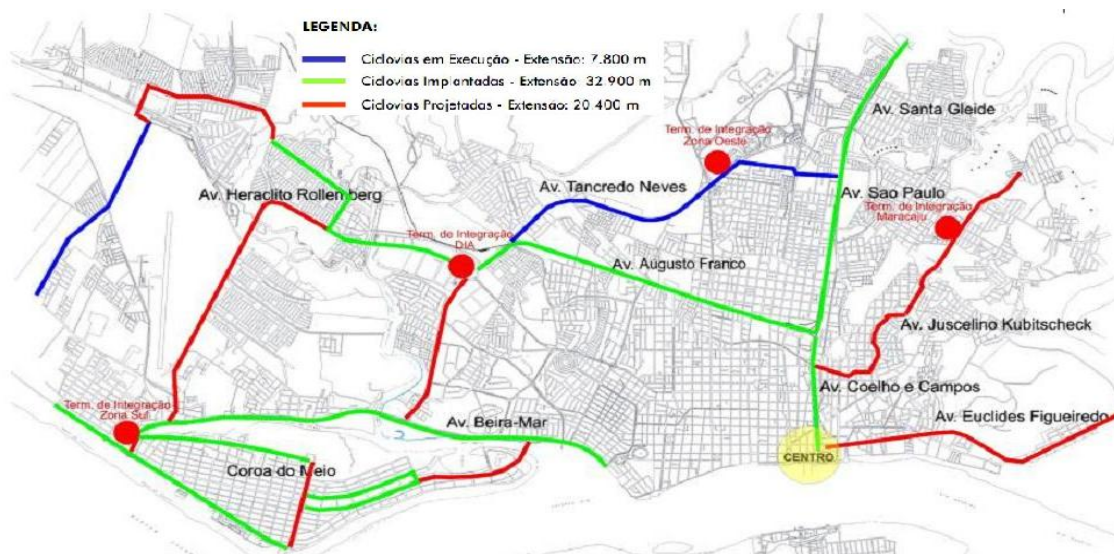 LEGENDA:
Ciclovias em Execução - Extensão: 7.800 m
Ciclovias Implantadas - Extensão: 32 900 m
Ciclovias Projetadas - Extensão: 20 400 m
Av. Santa Gleide
Term. de Integração
Zona Oeste
Av. Tancredo Neves
Av. Sao Paulo
Term. de Integração
Maracaju
Av. Heraclito Rollemberg
Term. de Integração
DIA
Av. Augusto Franco
Av. Juscelino Kubitscheck
Av. Coelho e Campos
Term. de Integração
Zona Sul
Av. Beira-Mar
Av. Euclides Figueiredo
CENTRO
Coroa do Meio